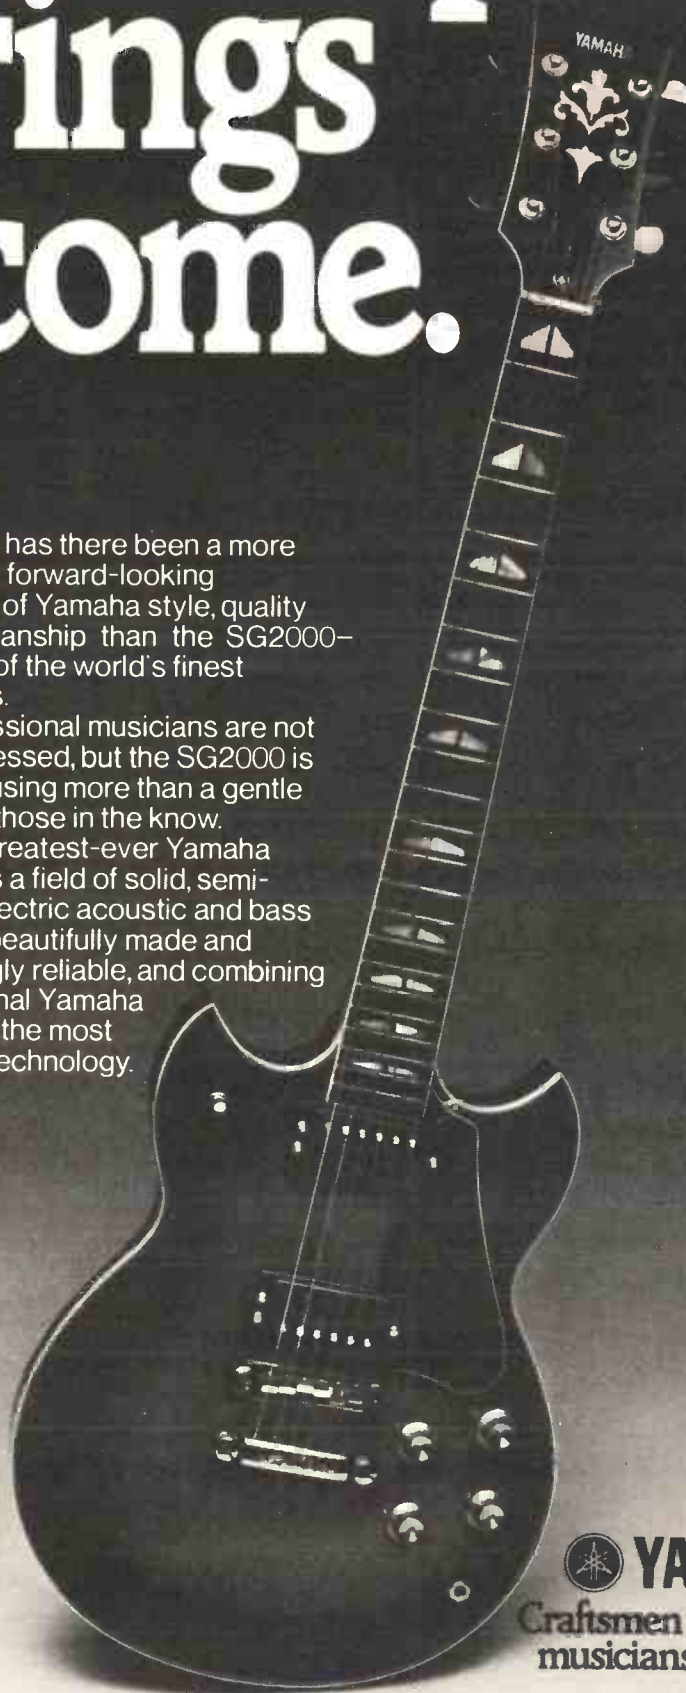 rings
come.
YAMAHA
has there been a more
forward-looking
of Yamaha style, quality
anship than the SG2000–
of the world's finest
s.
ssional musicians are not
essed, but the SG2000 is
using more than a gentle
those in the know.
reatest-ever Yamaha
s a field of solid, semi-
ectric acoustic and bass
beautifully made and
gly reliable, and combining
nal Yamaha
the most
echnology.
YA
Craftsmen
musicians